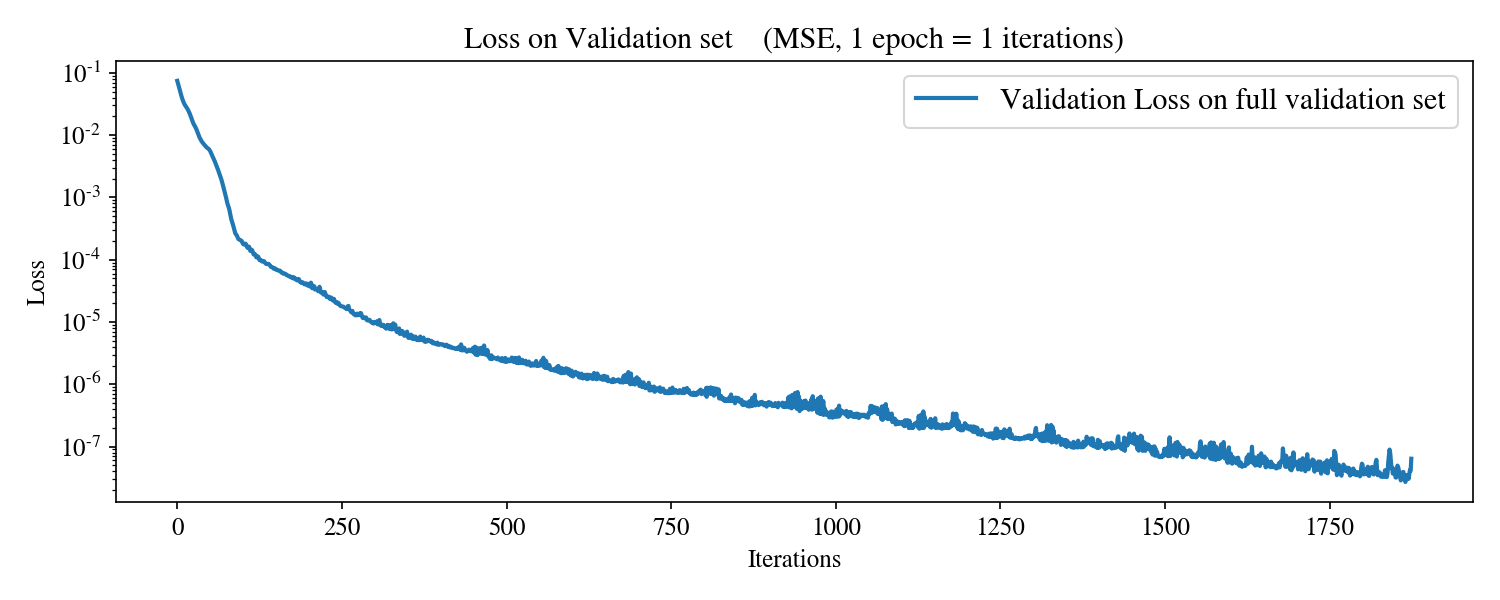 Loss on Validation set    (MSE, 1 epoch = 1 iterations)
Validation Loss on full validation set
10⁻¹
10⁻²
10⁻³
10⁻⁴
10⁻⁵
10⁻⁶
10⁻⁷
Loss
0 250 500 750 1000 1250 1500 1750
Iterations